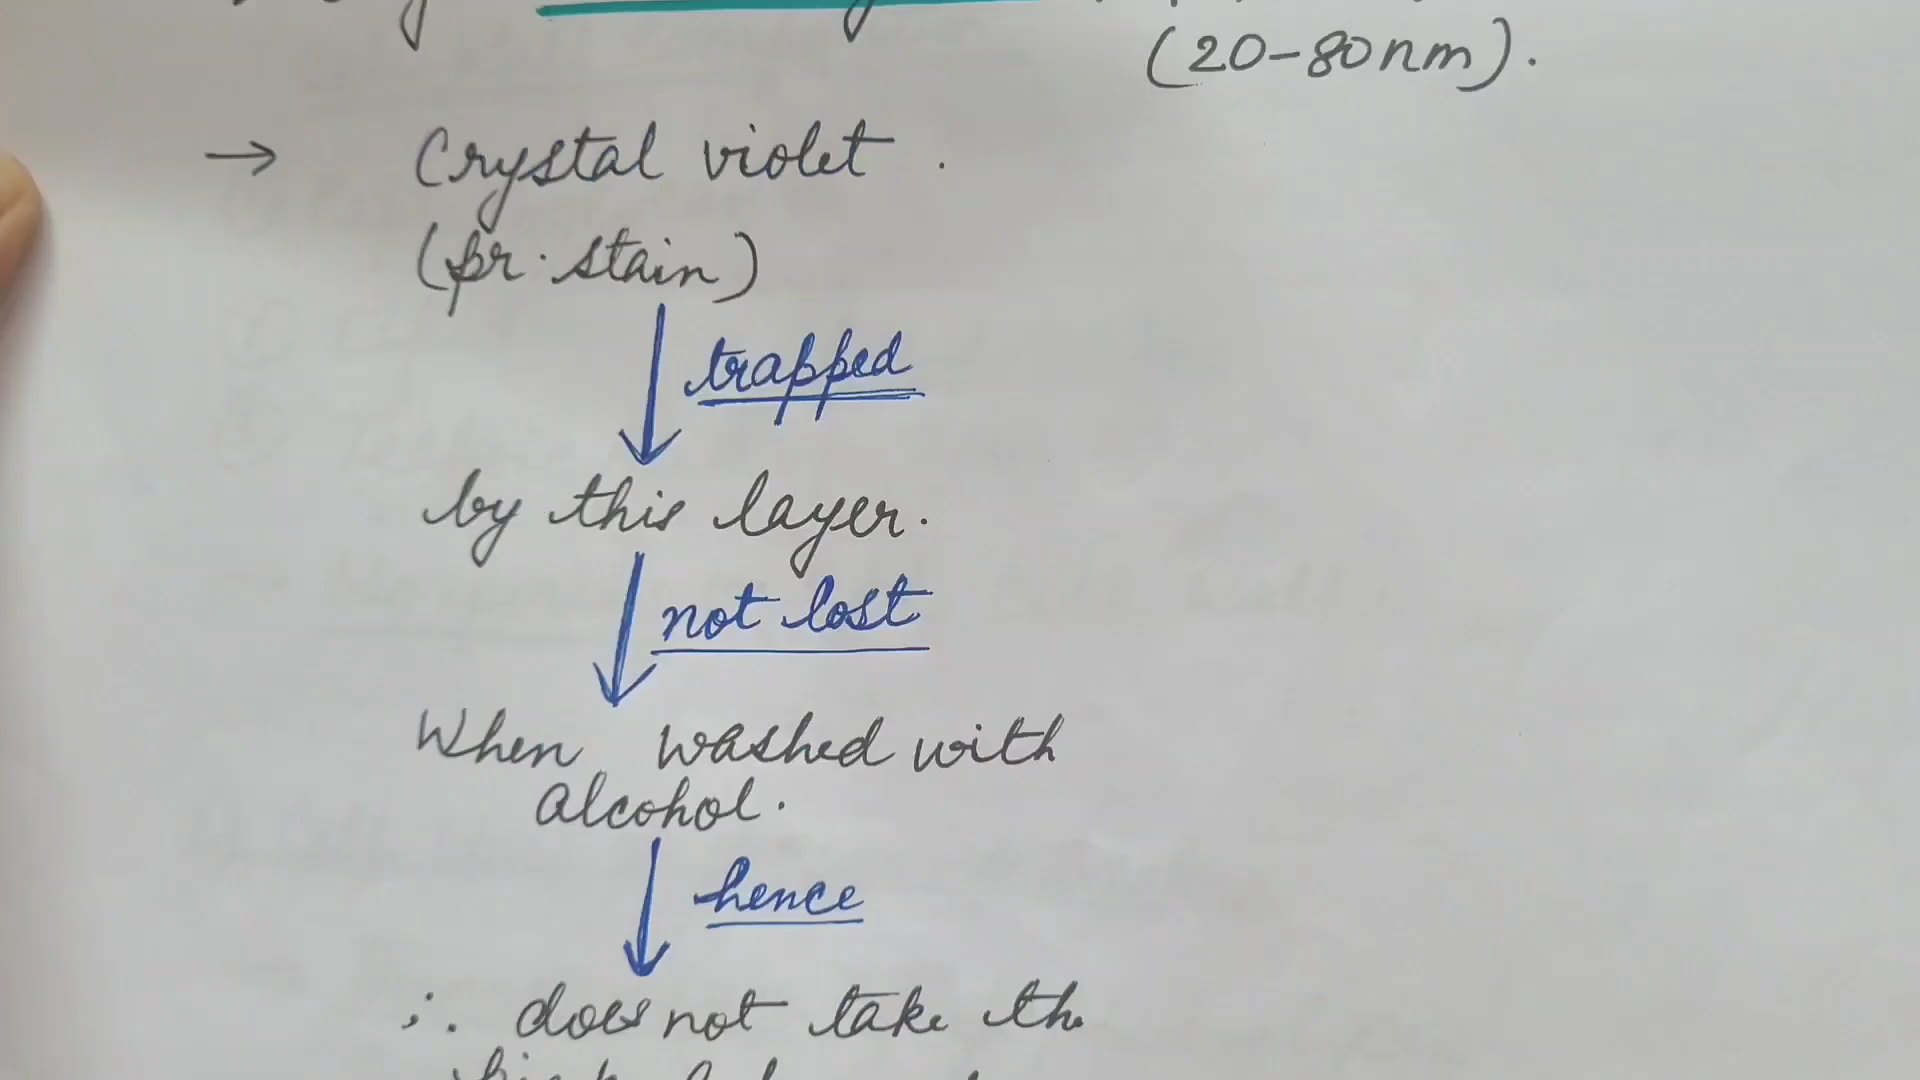 (20-80nm).
→ Crystal violet.
(pr. stain)
trapped
by this layer.
not lost
When washed with
alcohol.
hence
∴ does not take the